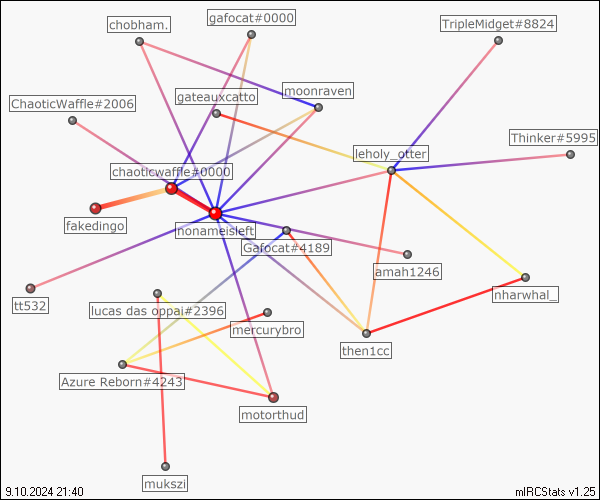 chobham.
gafocat#0000
TripleMidget#8824
ChaoticWaffle#2006
gateauxcatto
moonraven
Thinker#5995
leholy_otter
chaoticwaffle#0000
fakedingo
nonameisleft
Gafocat#4189
amah1246
tt532
lucas das oppai#2396
nharwhal_
mercurybro
then1cc
Azure Reborn#4243
motorthud
mukszi
9.10.2024 21:40
mIRCStats v1.25